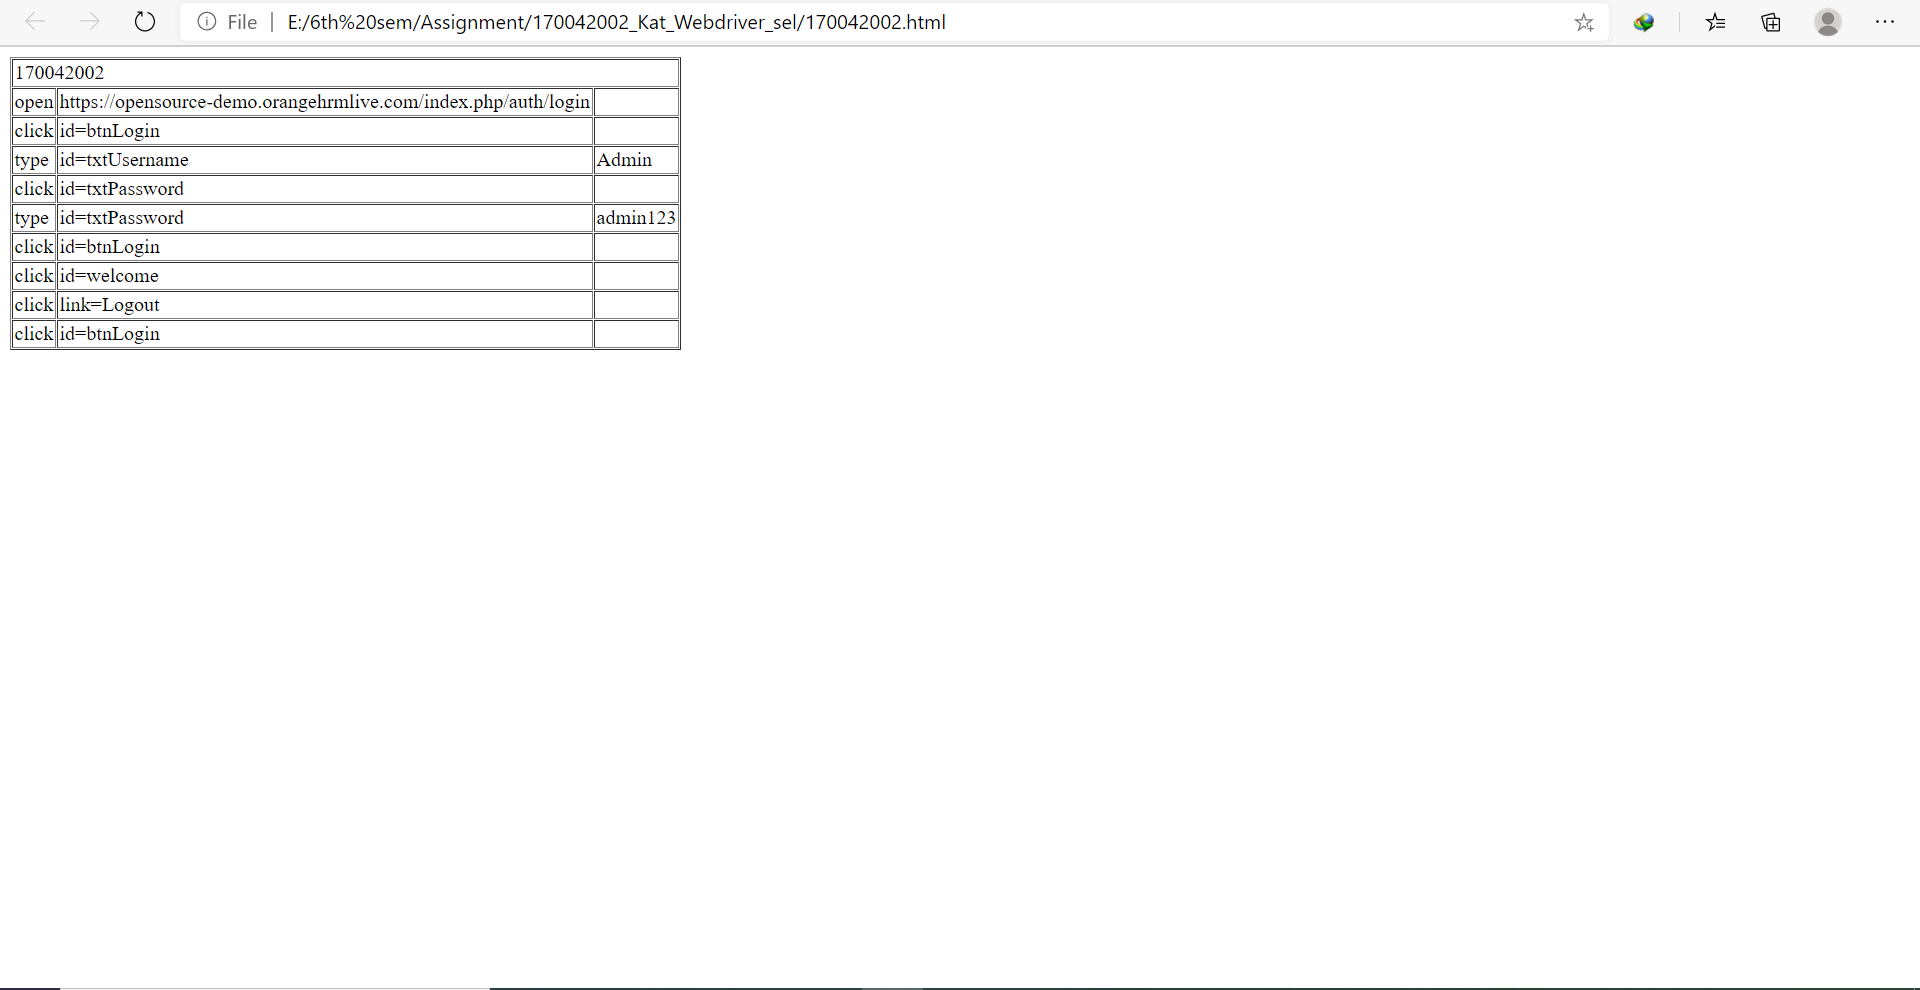 File | E:/6th%20sem/Assignment/170042002_Kat_Webdriver_sel/170042002.html
170042002
open https://opensource-demo.orangehrmlive.com/index.php/auth/login
click id=btnLogin
type id=txtUsername Admin
click id=txtPassword
type id=txtPassword admin123
click id=btnLogin
click id=welcome
click link=Logout
click id=btnLogin